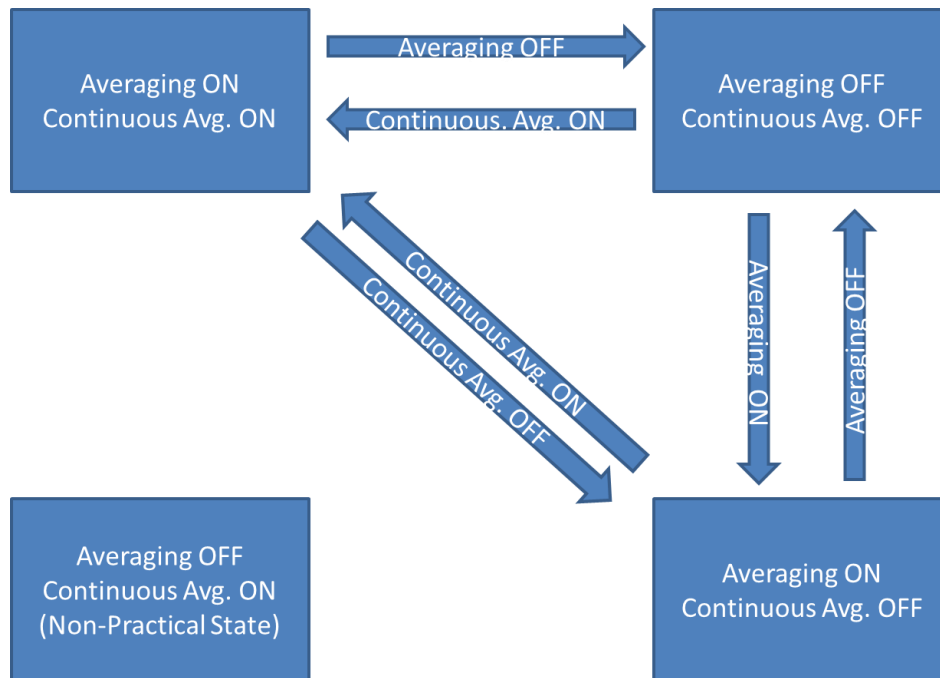 Averaging ON
Continuous Avg. ON
Averaging OFF
Continuous. Avg. ON
Averaging OFF
Continuous Avg. OFF
Continuous Avg. ON
Continuous Avg. OFF
Averaging  ON
Averaging OFF
Averaging OFF
Continuous Avg. ON
(Non-Practical State)
Averaging ON
Continuous Avg. OFF